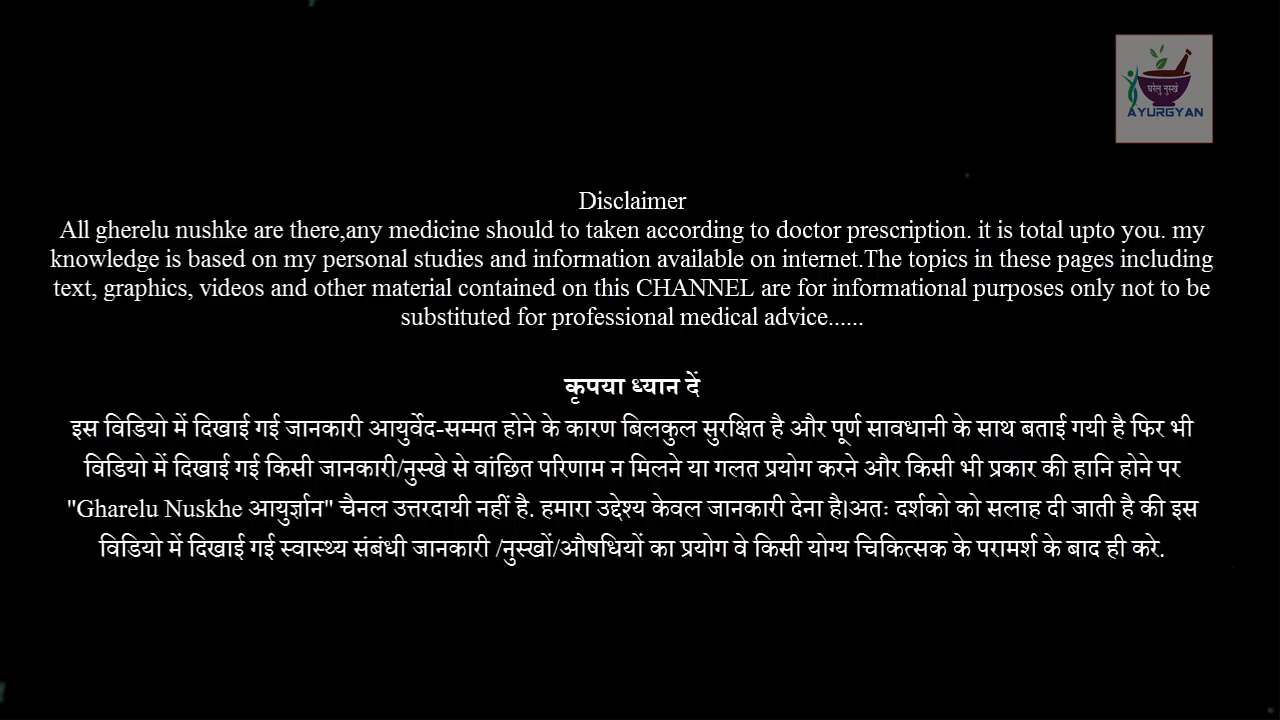 घरेलु नुस्खे
AYURGYAN
Disclaimer
All gherelu nushke are there,any medicine should to taken according to doctor prescription. it is total upto you. my
knowledge is based on my personal studies and information available on internet.The topics in these pages including
text, graphics, videos and other material contained on this CHANNEL are for informational purposes only not to be
substituted for professional medical advice......
कृपया ध्यान दें
इस विडियो में दिखाई गई जानकारी आयुर्वेद-सम्मत होने के कारण बिलकुल सुरक्षित है और पूर्ण सावधानी के साथ बताई गयी है फिर भी
विडियो में दिखाई गई किसी जानकारी/नुस्खे से वांछित परिणाम न मिलने या गलत प्रयोग करने और किसी भी प्रकार की हानि होने पर
"Gharelu Nuskhe आयुर्ज्ञान" चैनल उत्तरदायी नहीं है. हमारा उद्देश्य केवल जानकारी देना है।अतः दर्शको को सलाह दी जाती है की इस
विडियो में दिखाई गई स्वास्थ्य संबंधी जानकारी /नुस्खों/औषधियों का प्रयोग वे किसी योग्य चिकित्सक के परामर्श के बाद ही करे.